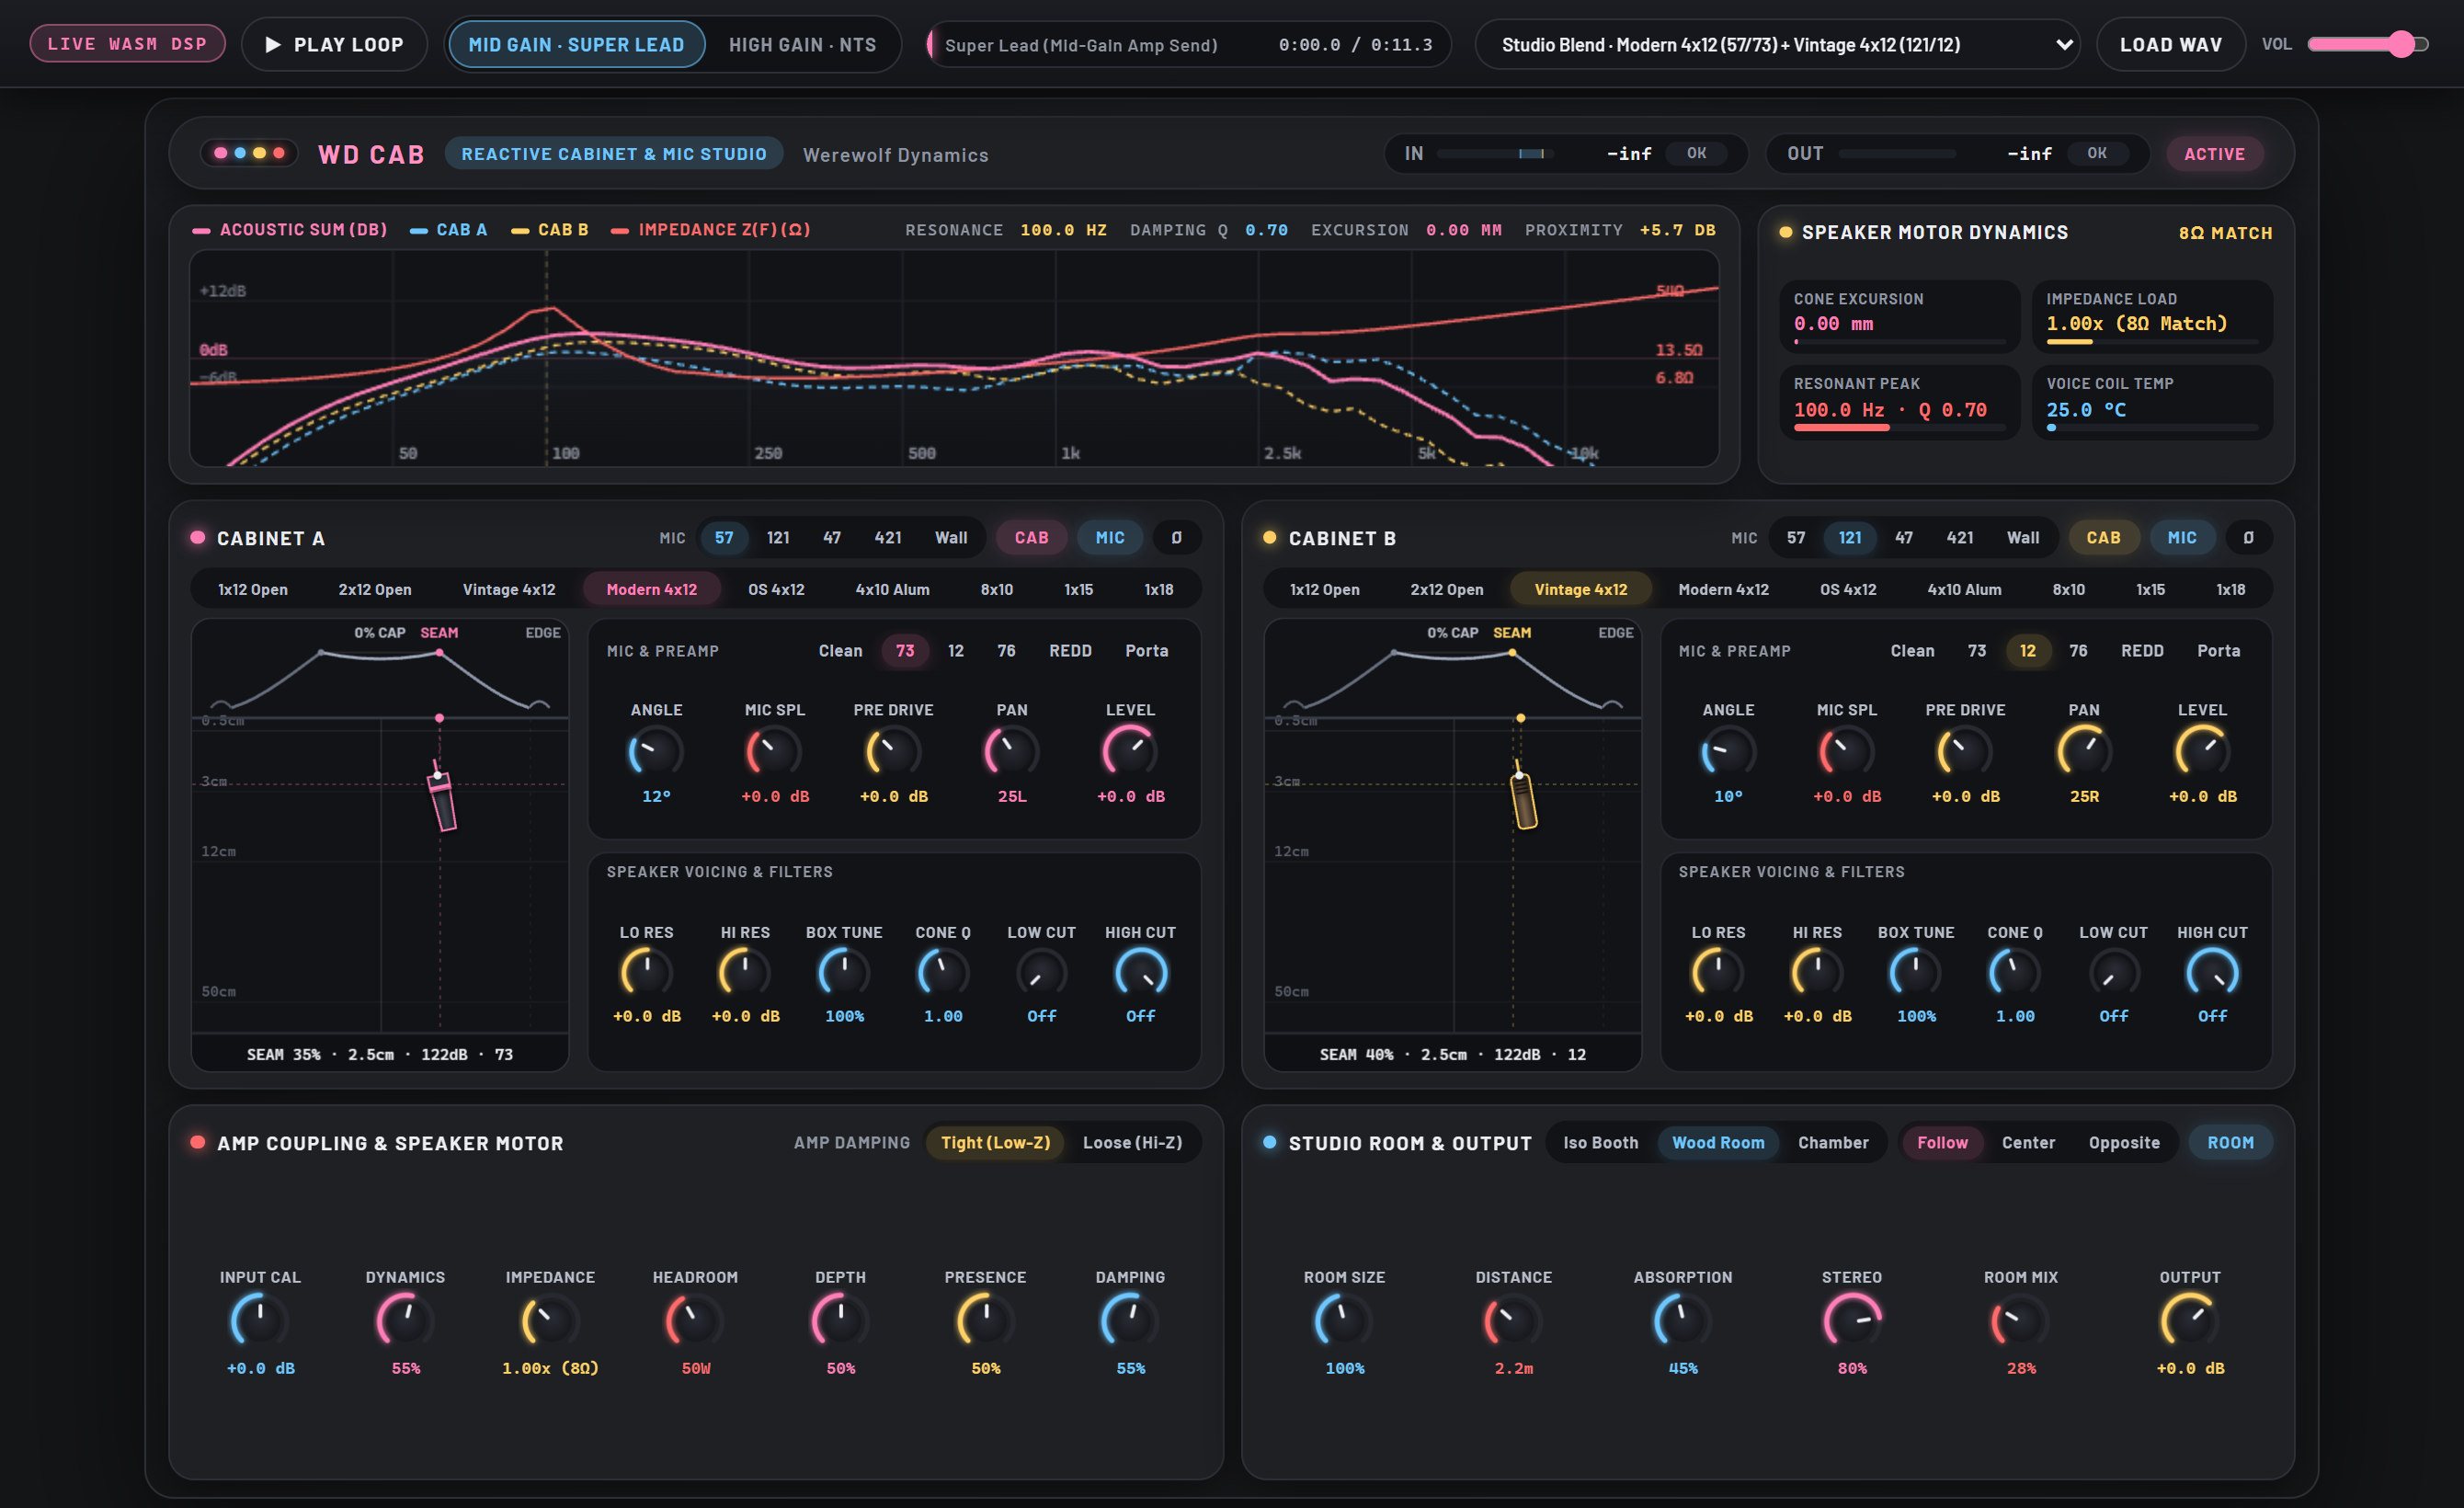 LIVE WASM DSP
▶ PLAY LOOP
MID GAIN · SUPER LEAD
HIGH GAIN · NTS
Super Lead (Mid-Gain Amp Send)
0:00.0 / 0:11.3
Studio Blend · Modern 4x12 (57/73) + Vintage 4x12 (121/12)
LOAD WAV
VOL
WD CAB
REACTIVE CABINET & MIC STUDIO
Werewolf Dynamics
IN -inf OK
OUT -inf OK
ACTIVE
ACOUSTIC SUM (DB) CAB A CAB B IMPEDANCE Z(F) (Ω)
RESONANCE 100.0 HZ DAMPING Q 0.70 EXCURSION 0.00 MM PROXIMITY +5.7 DB
+12dB
54Ω
0dB
13.5Ω
-6dB
6.8Ω
50 100 250 500 1k 2.5k 5k 10k
SPEAKER MOTOR DYNAMICS
8Ω MATCH
CONE EXCURSION
0.00 mm
IMPEDANCE LOAD
1.00x (8Ω Match)
RESONANT PEAK
100.0 Hz · Q 0.70
VOICE COIL TEMP
25.0 °C
CABINET A
MIC 57 121 47 421 Wall CAB MIC Ø
1x12 Open 2x12 Open Vintage 4x12 Modern 4x12 OS 4x12 4x10 Alum 8x10 1x15 1x18
0% CAP SEAM EDGE
0.5cm
3cm
12cm
50cm
SEAM 35% · 2.5cm · 122dB · 73
MIC & PREAMP
Clean 73 12 76 REDD Porta
ANGLE MIC SPL PRE DRIVE PAN LEVEL
12° +0.0 dB +0.0 dB 25L +0.0 dB
SPEAKER VOICING & FILTERS
LO RES HI RES BOX TUNE CONE Q LOW CUT HIGH CUT
+0.0 dB +0.0 dB 100% 1.00 Off Off
CABINET B
MIC 57 121 47 421 Wall CAB MIC Ø
1x12 Open 2x12 Open Vintage 4x12 Modern 4x12 OS 4x12 4x10 Alum 8x10 1x15 1x18
0% CAP SEAM EDGE
0.5cm
3cm
12cm
50cm
SEAM 40% · 2.5cm · 122dB · 12
MIC & PREAMP
Clean 73 12 76 REDD Porta
ANGLE MIC SPL PRE DRIVE PAN LEVEL
10° +0.0 dB +0.0 dB 25R +0.0 dB
SPEAKER VOICING & FILTERS
LO RES HI RES BOX TUNE CONE Q LOW CUT HIGH CUT
+0.0 dB +0.0 dB 100% 1.00 Off Off
AMP COUPLING & SPEAKER MOTOR
AMP DAMPING Tight (Low-Z) Loose (Hi-Z)
INPUT CAL DYNAMICS IMPEDANCE HEADROOM DEPTH PRESENCE DAMPING
+0.0 dB 55% 1.00x (8Ω) 50W 50% 50% 55%
STUDIO ROOM & OUTPUT
Iso Booth Wood Room Chamber Follow Center Opposite ROOM
ROOM SIZE DISTANCE ABSORPTION STEREO ROOM MIX OUTPUT
100% 2.2m 45% 80% 28% +0.0 dB